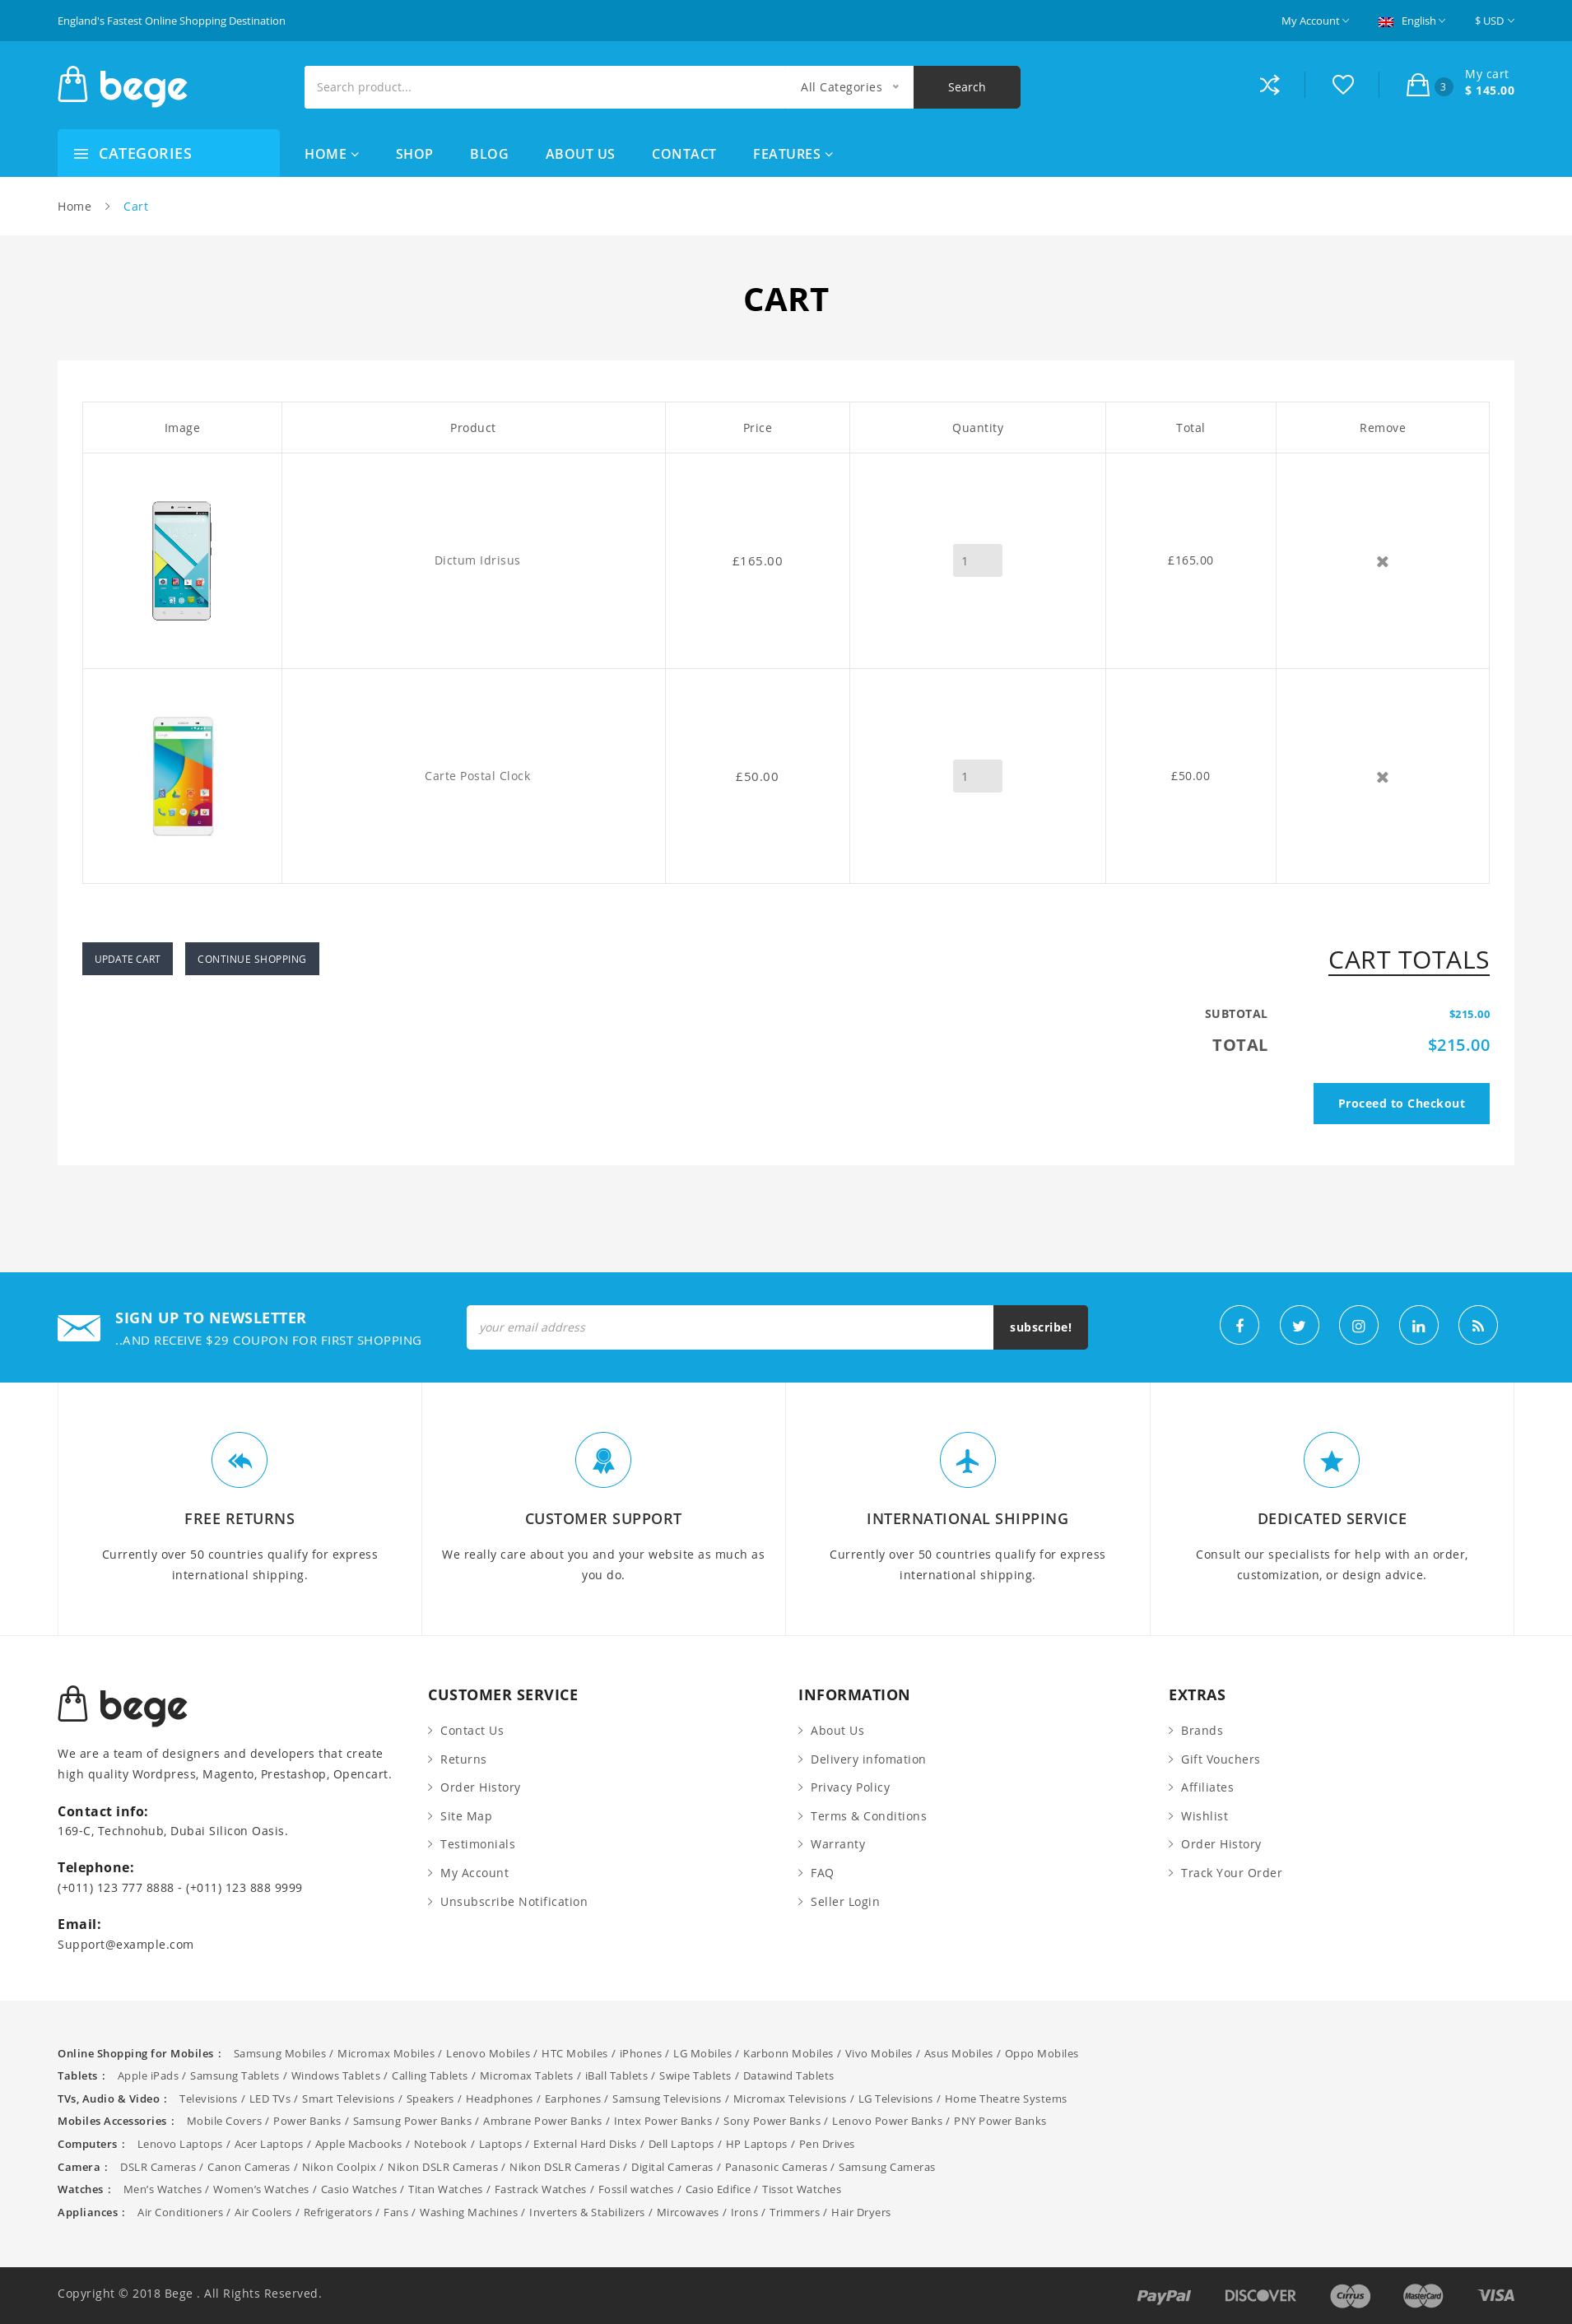 England's Fastest Online Shopping Destination
My Account
English
$ USD
bege
Search product...
All Categories
Search
3
My cart
$ 145.00
CATEGORIES
HOME
SHOP
BLOG
ABOUT US
CONTACT
FEATURES
Home
Cart
CART
Image
Product
Price
Quantity
Total
Remove
Dictum Idrisus
£165.00
1
£165.00
Carte Postal Clock
£50.00
1
£50.00
UPDATE CART
CONTINUE SHOPPING
CART TOTALS
SUBTOTAL
$215.00
TOTAL
$215.00
Proceed to Checkout
SIGN UP TO NEWSLETTER
..AND RECEIVE $29 COUPON FOR FIRST SHOPPING
your email address
subscribe!
FREE RETURNS
Currently over 50 countries qualify for express
international shipping.
CUSTOMER SUPPORT
We really care about you and your website as much as
you do.
INTERNATIONAL SHIPPING
Currently over 50 countries qualify for express
international shipping.
DEDICATED SERVICE
Consult our specialists for help with an order,
customization, or design advice.
bege
We are a team of designers and developers that create
high quality Wordpress, Magento, Prestashop, Opencart.
Contact info:
169-C, Technohub, Dubai Silicon Oasis.
Telephone:
(+011) 123 777 8888 - (+011) 123 888 9999
Email:
Support@example.com
CUSTOMER SERVICE
Contact Us
Returns
Order History
Site Map
Testimonials
My Account
Unsubscribe Notification
INFORMATION
About Us
Delivery infomation
Privacy Policy
Terms & Conditions
Warranty
FAQ
Seller Login
EXTRAS
Brands
Gift Vouchers
Affiliates
Wishlist
Order History
Track Your Order
Online Shopping for Mobiles : Samsung Mobiles / Micromax Mobiles / Lenovo Mobiles / HTC Mobiles / iPhones / LG Mobiles / Karbonn Mobiles / Vivo Mobiles / Asus Mobiles / Oppo Mobiles
Tablets : Apple iPads / Samsung Tablets / Windows Tablets / Calling Tablets / Micromax Tablets / iBall Tablets / Swipe Tablets / Datawind Tablets
TVs, Audio & Video : Televisions / LED TVs / Smart Televisions / Speakers / Headphones / Earphones / Samsung Televisions / Micromax Televisions / LG Televisions / Home Theatre Systems
Mobiles Accessories : Mobile Covers / Power Banks / Samsung Power Banks / Ambrane Power Banks / Intex Power Banks / Sony Power Banks / Lenovo Power Banks / PNY Power Banks
Computers : Lenovo Laptops / Acer Laptops / Apple Macbooks / Notebook / Laptops / External Hard Disks / Dell Laptops / HP Laptops / Pen Drives
Camera : DSLR Cameras / Canon Cameras / Nikon Coolpix / Nikon DSLR Cameras / Nikon DSLR Cameras / Digital Cameras / Panasonic Cameras / Samsung Cameras
Watches : Men’s Watches / Women’s Watches / Casio Watches / Titan Watches / Fastrack Watches / Fossil watches / Casio Edifice / Tissot Watches
Appliances : Air Conditioners / Air Coolers / Refrigerators / Fans / Washing Machines / Inverters & Stabilizers / Mircowaves / Irons / Trimmers / Hair Dryers
Copyright © 2018 Bege . All Rights Reserved.
PayPal
DISCOVER
Cirrus
MasterCard
VISA